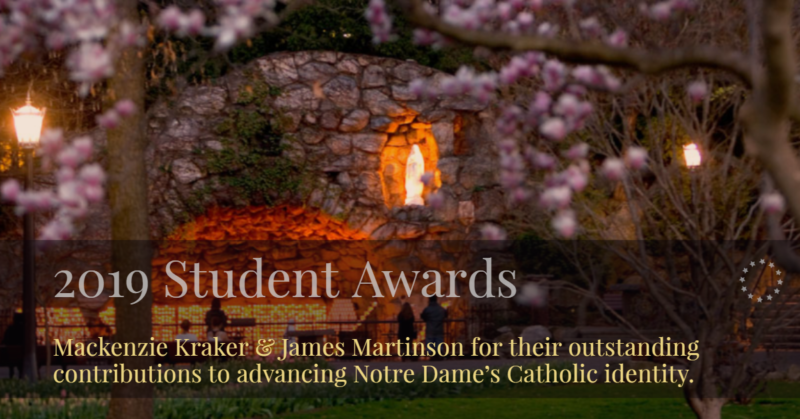 2019 Student Awards
Mackenzie Kraker & James Martinson for their outstanding
contributions to advancing Notre Dame's Catholic identity.